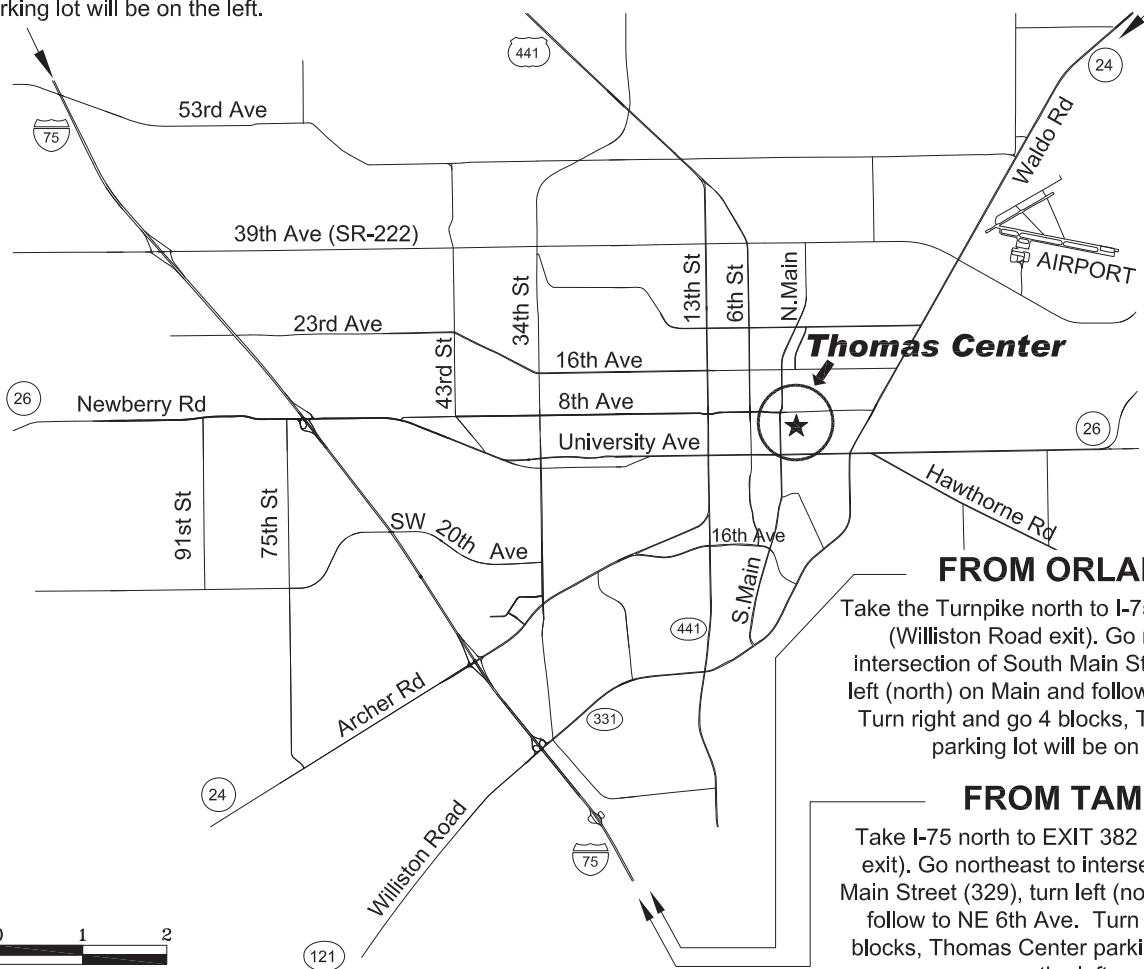 parking lot will be on the left.
441
24
53rd Ave
75
Waldo Rd
39th Ave (SR-222)
AIRPORT
13th St
6th St
N.Main
34th St
23rd Ave
43rd St
16th Ave
Thomas Center
26
Newberry Rd
8th Ave
26
University Ave
Hawthorne Rd
91st St
75th St
SW 20th Ave
16th Ave
S.Main
441
FROM ORLA
Take the Turnpike north to I-75
(Williston Road exit). Go
intersection of South Main St
left (north) on Main and follow
Turn right and go 4 blocks, T
parking lot will be on
Archer Rd
331
24
FROM TAM
Take I-75 north to EXIT 382
exit). Go northeast to interse
Main Street (329), turn left (no
follow to NE 6th Ave. Turn
blocks, Thomas Center parki
Williston Road
75
0 1 2
121